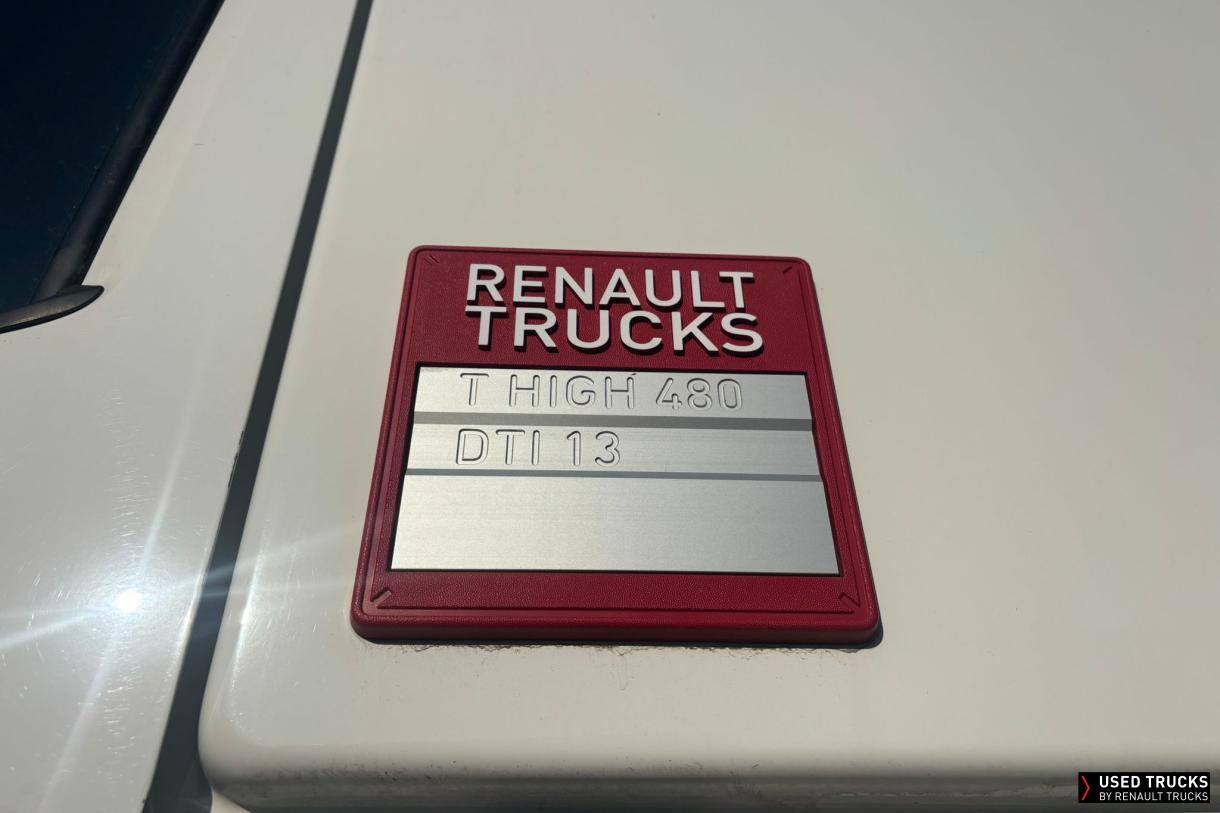 RENAULT
TRUCKS
T HIGH 480
DTI 13
USED TRUCKS
BY RENAULT TRUCKS